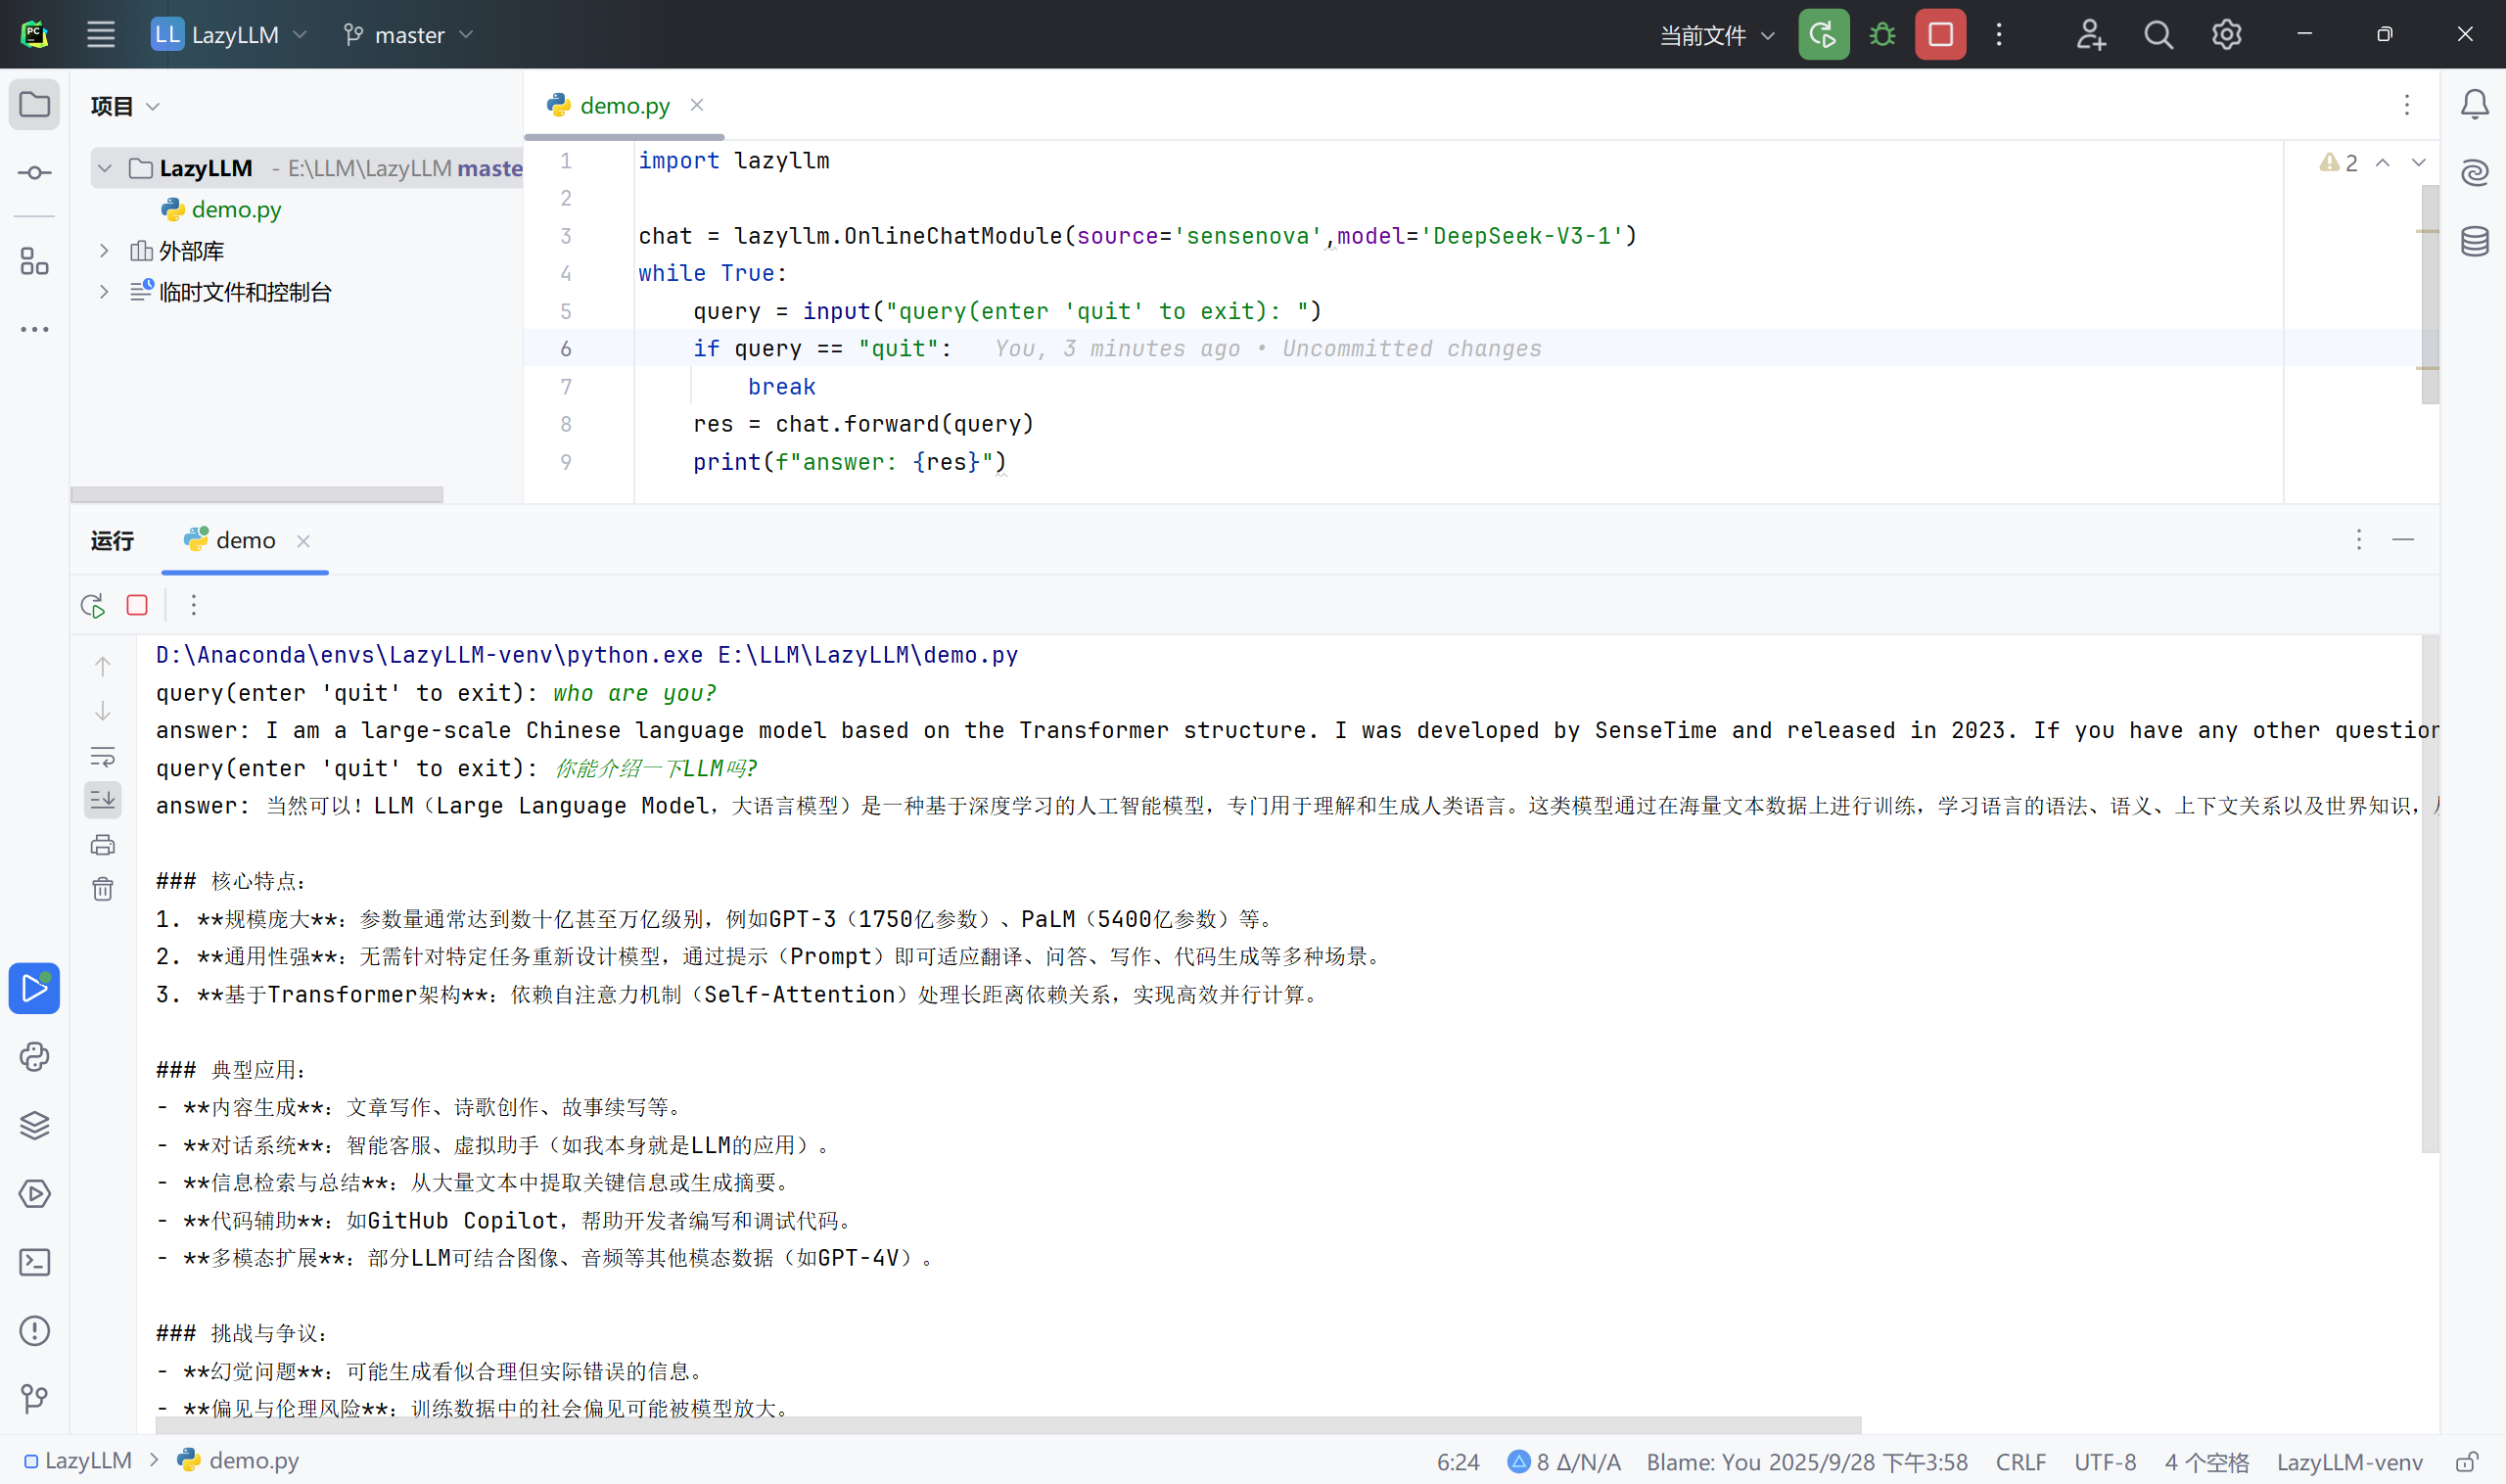 PC
LL LazyLLM
master
当前文件
项目
LazyLLM - E:\LLM\LazyLLM maste
demo.py
外部库
临时文件和控制台
demo.py
2
1 import lazyllm
2
3 chat = lazyllm.OnlineChatModule(source='sensenova',model='DeepSeek-V3-1')
4 while True:
5 query = input("query(enter 'quit' to exit): ")
6 if query == "quit": You, 3 minutes ago • Uncommitted changes
7 break
8 res = chat.forward(query)
9 print(f"answer: {res}")
运行 demo
D:\Anaconda\envs\LazyLLM-venv\python.exe E:\LLM\LazyLLM\demo.py
query(enter 'quit' to exit): who are you?
answer: I am a large-scale Chinese language model based on the Transformer structure. I was developed by SenseTime and released in 2023. If you have any other question
query(enter 'quit' to exit): 你能介绍一下LLM吗?
answer: 当然可以！LLM（Large Language Model，大语言模型）是一种基于深度学习的人工智能模型，专门用于理解和生成人类语言。这类模型通过在海量文本数据上进行训练，学习语言的语法、语义、上下文关系以及世界知识，
### 核心特点：
1. **规模庞大**：参数量通常达到数十亿甚至万亿级别，例如GPT-3（1750亿参数）、PaLM（5400亿参数）等。
2. **通用性强**：无需针对特定任务重新设计模型，通过提示（Prompt）即可适应翻译、问答、写作、代码生成等多种场景。
3. **基于Transformer架构**：依赖自注意力机制（Self-Attention）处理长距离依赖关系，实现高效并行计算。
### 典型应用：
- **内容生成**：文章写作、诗歌创作、故事续写等。
- **对话系统**：智能客服、虚拟助手（如我本身就是LLM的应用）。
- **信息检索与总结**：从大量文本中提取关键信息或生成摘要。
- **代码辅助**：如GitHub Copilot，帮助开发者编写和调试代码。
- **多模态扩展**：部分LLM可结合图像、音频等其他模态数据（如GPT-4V）。
### 挑战与争议：
- **幻觉问题**：可能生成看似合理但实际错误的信息。
- **偏见与伦理风险**：训练数据中的社会偏见可能被模型放大。
LazyLLM > demo.py
6:24
8 Δ/N/A
Blame: You 2025/9/28 下午3:58
CRLF
UTF-8
4 个空格
LazyLLM-venv